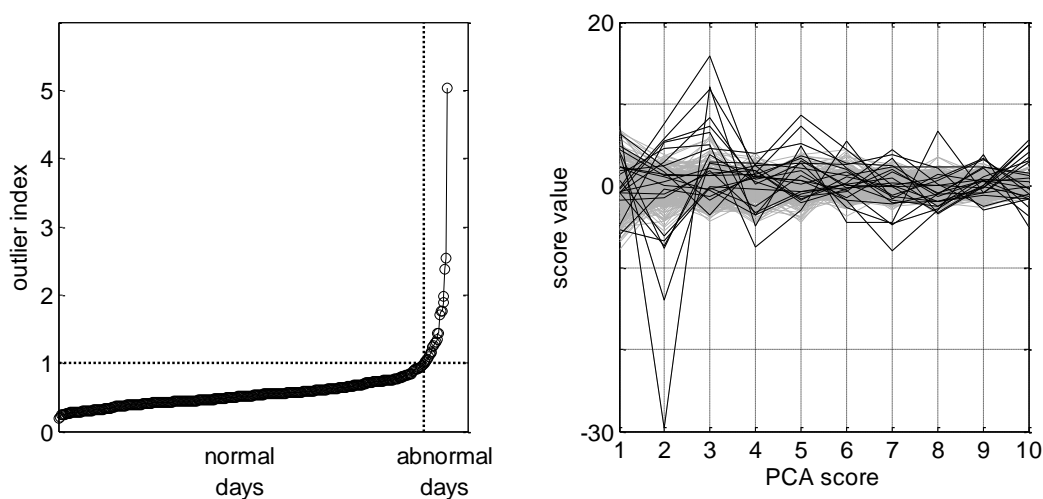 outlier index
5
4
3
2
1
0
normal
days
abnormal
days
score value
20
0
-30
1 2 3 4 5 6 7 8 9 10
PCA score